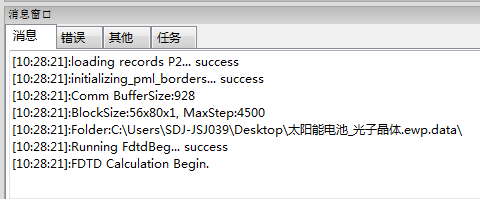 消息窗口
消息 错误 其他 任务
[10:28:21]:loading records P2... success
[10:28:21]:initializing_pml_borders... success
[10:28:21]:Comm BufferSize:928
[10:28:21]:BlockSize:56x80x1, MaxStep:4500
[10:28:21]:Folder:C:\Users\SDJ-JSJ039\Desktop\太阳能电池_光子晶体.ewp.data\
[10:28:21]:Running FdtdBeg... success
[10:28:21]:FDTD Calculation Begin.